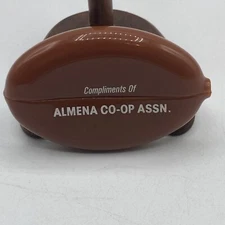 Compliments Of
ALMENA CO-OP ASSN.